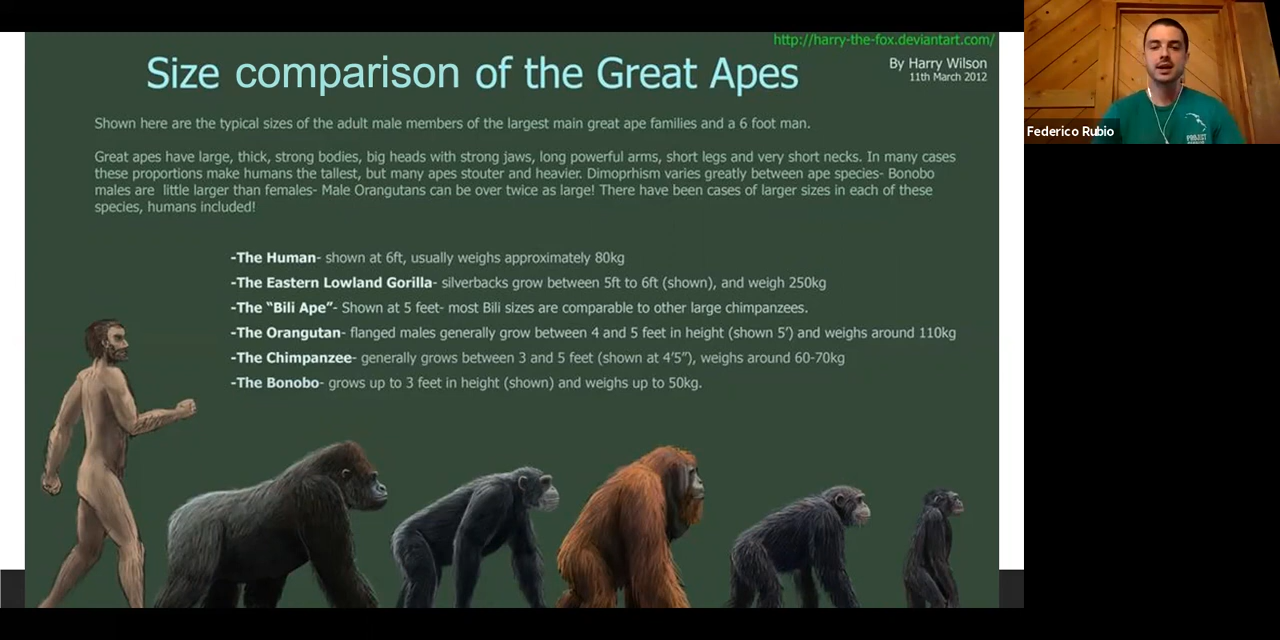 http://harry-the-fox.deviantart.com/
Size comparison of the Great Apes
By Harry Wilson
11th March 2012
Shown here are the typical sizes of the adult male members of the largest main great ape families and a 6 foot man.
Great apes have large, thick, strong bodies, big heads with strong jaws, long powerful arms, short legs and very short necks. In many cases
these proportions make humans the tallest, but many apes stouter and heavier. Dimoprhism varies greatly between ape species- Bonobo
males are little larger than females- Male Orangutans can be over twice as large! There have been cases of larger sizes in each of these
species, humans included!
-The Human- shown at 6ft, usually weighs approximately 80kg
-The Eastern Lowland Gorilla- silverbacks grow between 5ft to 6ft (shown), and weigh 250kg
-The “Bili Ape”- Shown at 5 feet- most Bili sizes are comparable to other large chimpanzees.
-The Orangutan- flanged males generally grow between 4 and 5 feet in height (shown 5’) and weighs around 110kg
-The Chimpanzee- generally grows between 3 and 5 feet (shown at 4’5”), weighs around 60-70kg
-The Bonobo- grows up to 3 feet in height (shown) and weighs up to 50kg.
Federico Rubio
PROJECT